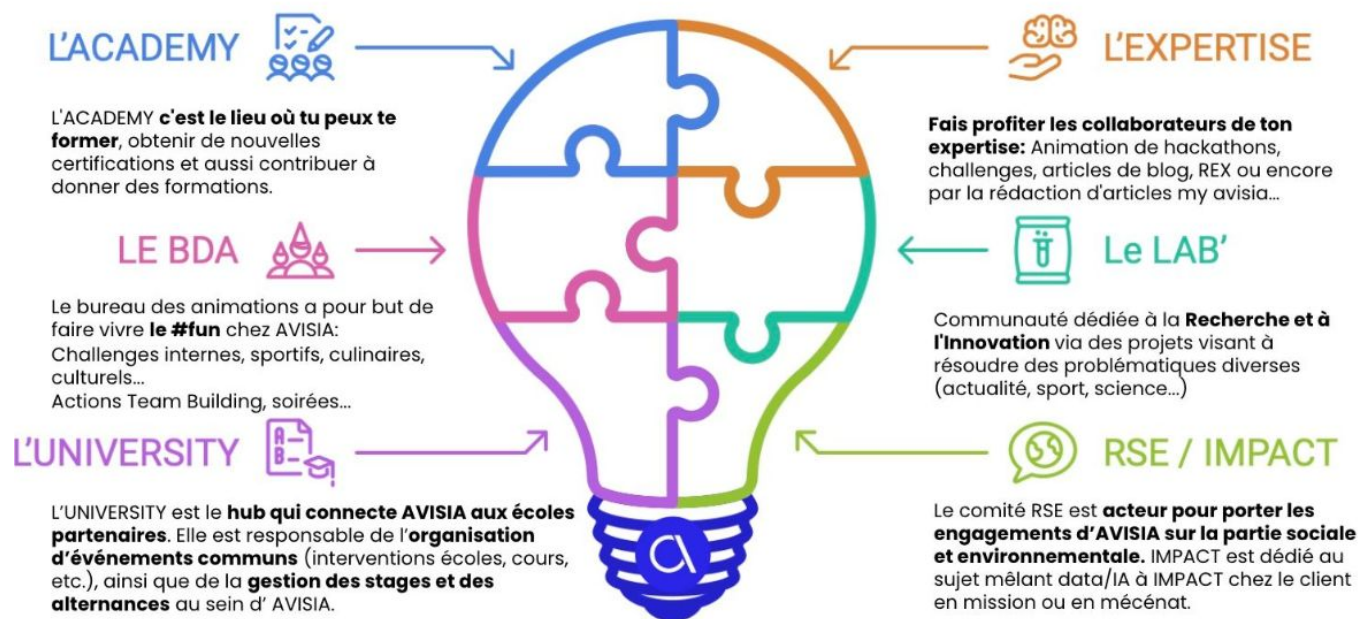 L'ACADEMY
L'ACADEMY c'est le lieu où tu peux te
former, obtenir de nouvelles
certifications et aussi contribuer à
donner des formations.
LE BDA
Le bureau des animations a pour but de
faire vivre le #fun chez AVISIA:
Challenges internes, sportifs, culinaires,
culturels...
Actions Team Building, soirées...
L'UNIVERSITY
A
B
L'UNIVERSITY est le hub qui connecte AVISIA aux écoles
partenaires. Elle est responsable de l'organisation
d'événements communs (interventions écoles, cours,
etc.), ainsi que de la gestion des stages et des
alternances au sein d' AVISIA.
L'EXPERTISE
Fais profiter les collaborateurs de ton
expertise: Animation de hackathons,
challenges, articles de blog, REX ou encore
par la rédaction d'articles my avisia...
Le LAB'
Communauté dédiée à la Recherche et à
l'Innovation via des projets visant à
résoudre des problématiques diverses
(actualité, sport, science...)
RSE / IMPACT
Le comité RSE est acteur pour porter les
engagements d'AVISIA sur la partie sociale
et environnementale. IMPACT est dédié au
sujet mêlant data/IA à IMPACT chez le client
en mission ou en mécénat.